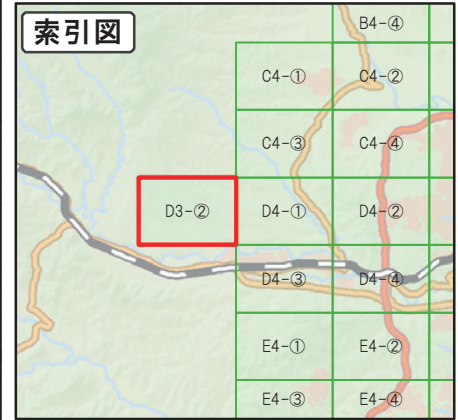 索引図
B4-④
C4-① C4-②
C4-③ C4-④
D3-② D4-① D4-②
D4-③ D4-④
E4-① E4-②
E4-③ E4-④